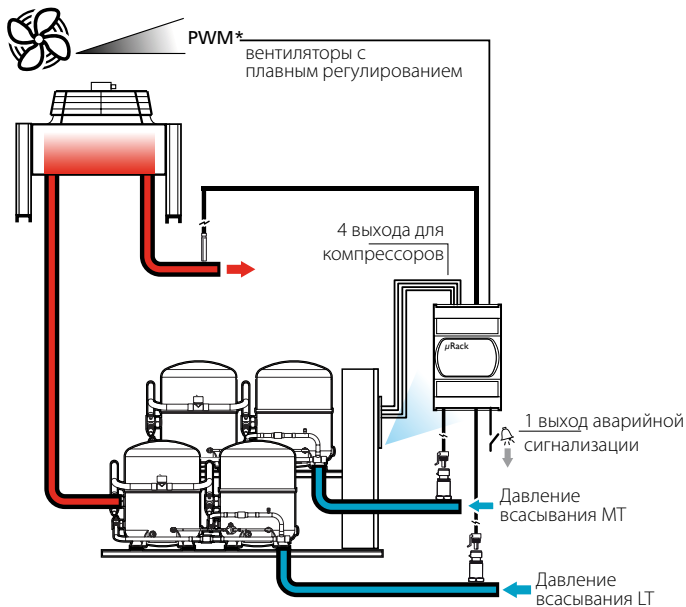 PWM*
вентиляторы с
плавным регулированием
4 выхода для
компрессоров
µRack
1 выход аварийной
сигнализации
Давление
всасывания MT
Давление
всасывания LT